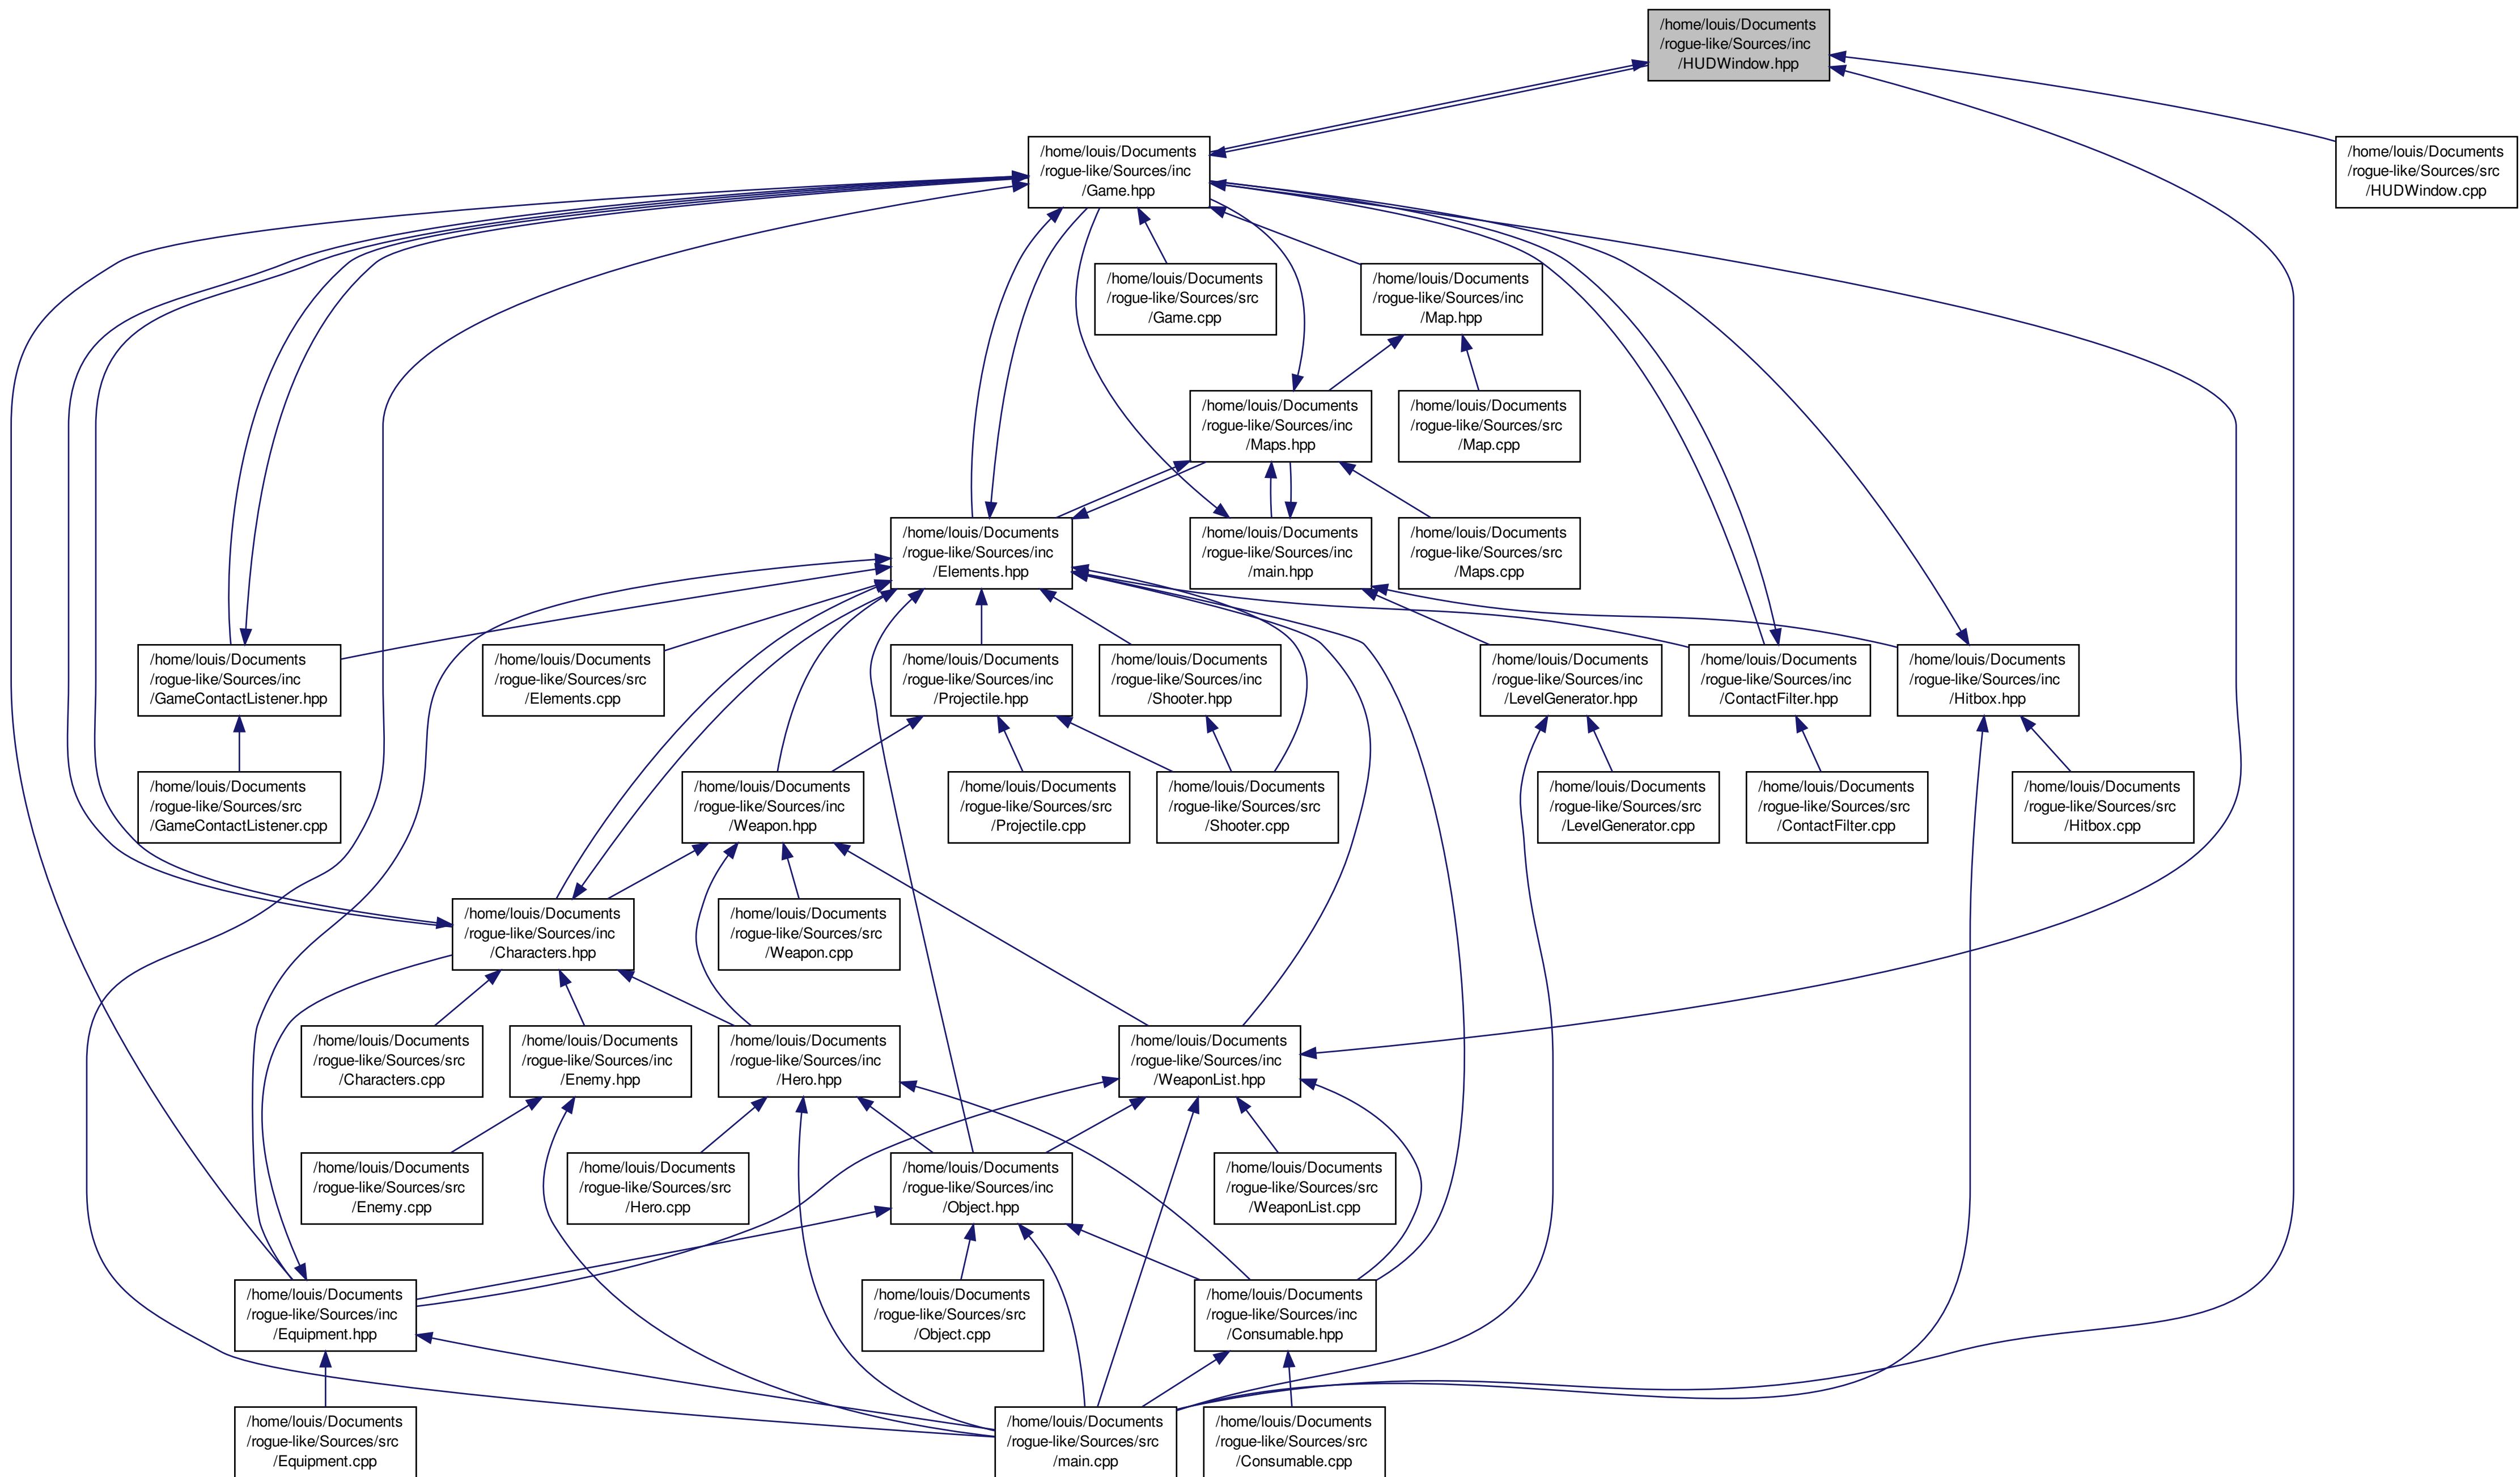 /home/louis/Documents
/rogue-like/Sources/inc
/HUDWindow.hpp
/home/louis/Documents
/rogue-like/Sources/inc
/Game.hpp
/home/louis/Documents
/rogue-like/Sources/src
/HUDWindow.cpp
/home/louis/Documents
/rogue-like/Sources/src
/Game.cpp
/home/louis/Documents
/rogue-like/Sources/inc
/Map.hpp
/home/louis/Documents
/rogue-like/Sources/inc
/Maps.hpp
/home/louis/Documents
/rogue-like/Sources/src
/Map.cpp
/home/louis/Documents
/rogue-like/Sources/inc
/Elements.hpp
/home/louis/Documents
/rogue-like/Sources/inc
/main.hpp
/home/louis/Documents
/rogue-like/Sources/src
/Maps.cpp
/home/louis/Documents
/rogue-like/Sources/inc
/GameContactListener.hpp
/home/louis/Documents
/rogue-like/Sources/src
/Elements.cpp
/home/louis/Documents
/rogue-like/Sources/inc
/Projectile.hpp
/home/louis/Documents
/rogue-like/Sources/inc
/Shooter.hpp
/home/louis/Documents
/rogue-like/Sources/inc
/LevelGenerator.hpp
/home/louis/Documents
/rogue-like/Sources/inc
/ContactFilter.hpp
/home/louis/Documents
/rogue-like/Sources/inc
/Hitbox.hpp
/home/louis/Documents
/rogue-like/Sources/src
/GameContactListener.cpp
/home/louis/Documents
/rogue-like/Sources/inc
/Weapon.hpp
/home/louis/Documents
/rogue-like/Sources/src
/Projectile.cpp
/home/louis/Documents
/rogue-like/Sources/src
/Shooter.cpp
/home/louis/Documents
/rogue-like/Sources/src
/LevelGenerator.cpp
/home/louis/Documents
/rogue-like/Sources/src
/ContactFilter.cpp
/home/louis/Documents
/rogue-like/Sources/src
/Hitbox.cpp
/home/louis/Documents
/rogue-like/Sources/inc
/Characters.hpp
/home/louis/Documents
/rogue-like/Sources/src
/Weapon.cpp
/home/louis/Documents
/rogue-like/Sources/src
/Characters.cpp
/home/louis/Documents
/rogue-like/Sources/inc
/Enemy.hpp
/home/louis/Documents
/rogue-like/Sources/inc
/Hero.hpp
/home/louis/Documents
/rogue-like/Sources/inc
/WeaponList.hpp
/home/louis/Documents
/rogue-like/Sources/src
/Enemy.cpp
/home/louis/Documents
/rogue-like/Sources/src
/Hero.cpp
/home/louis/Documents
/rogue-like/Sources/inc
/Object.hpp
/home/louis/Documents
/rogue-like/Sources/src
/WeaponList.cpp
/home/louis/Documents
/rogue-like/Sources/inc
/Equipment.hpp
/home/louis/Documents
/rogue-like/Sources/src
/Object.cpp
/home/louis/Documents
/rogue-like/Sources/inc
/Consumable.hpp
/home/louis/Documents
/rogue-like/Sources/src
/Equipment.cpp
/home/louis/Documents
/rogue-like/Sources/src
/main.cpp
/home/louis/Documents
/rogue-like/Sources/src
/Consumable.cpp